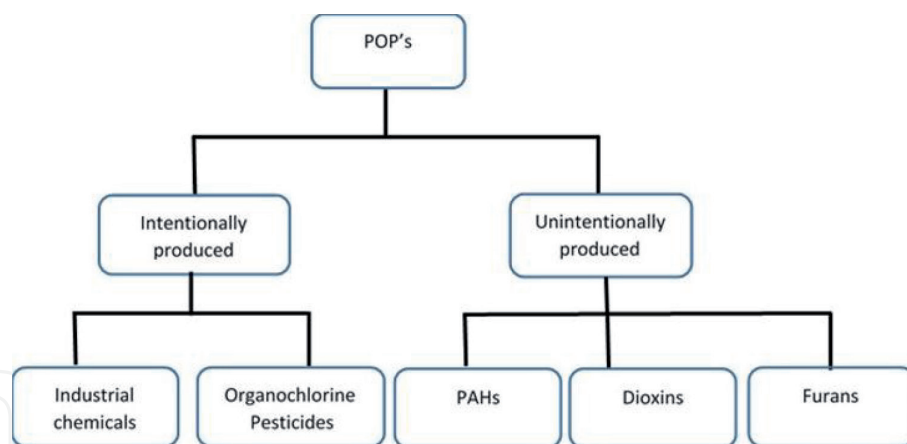 POP's
Intentionally
produced
Unintentionally
produced
Industrial
chemicals
Organochlorine
Pesticides
PAHs
Dioxins
Furans